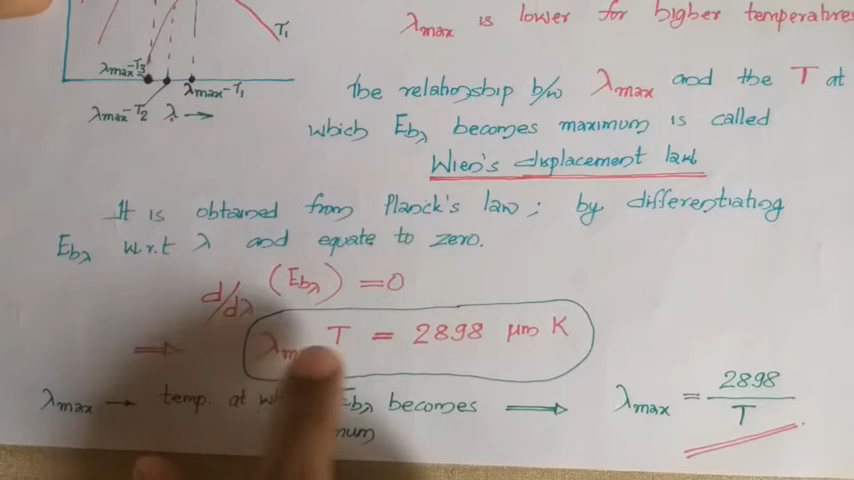 λmax is lower for higher temperatures
T1
λmax-T3
λmax-T1
λmax-T2 λ →
the relationship b/w λmax and the T at
which Ebλ becomes maximum is called
Wien's displacement law.
It is obtained from Planck's law; by differentiating
Ebλ w.r.t λ and equate to zero.
d/dλ (Ebλ) = 0
⇒ λm T = 2898 μm K
λmax → temp. at Ebλ becomes ⇒ λmax = 2898/T